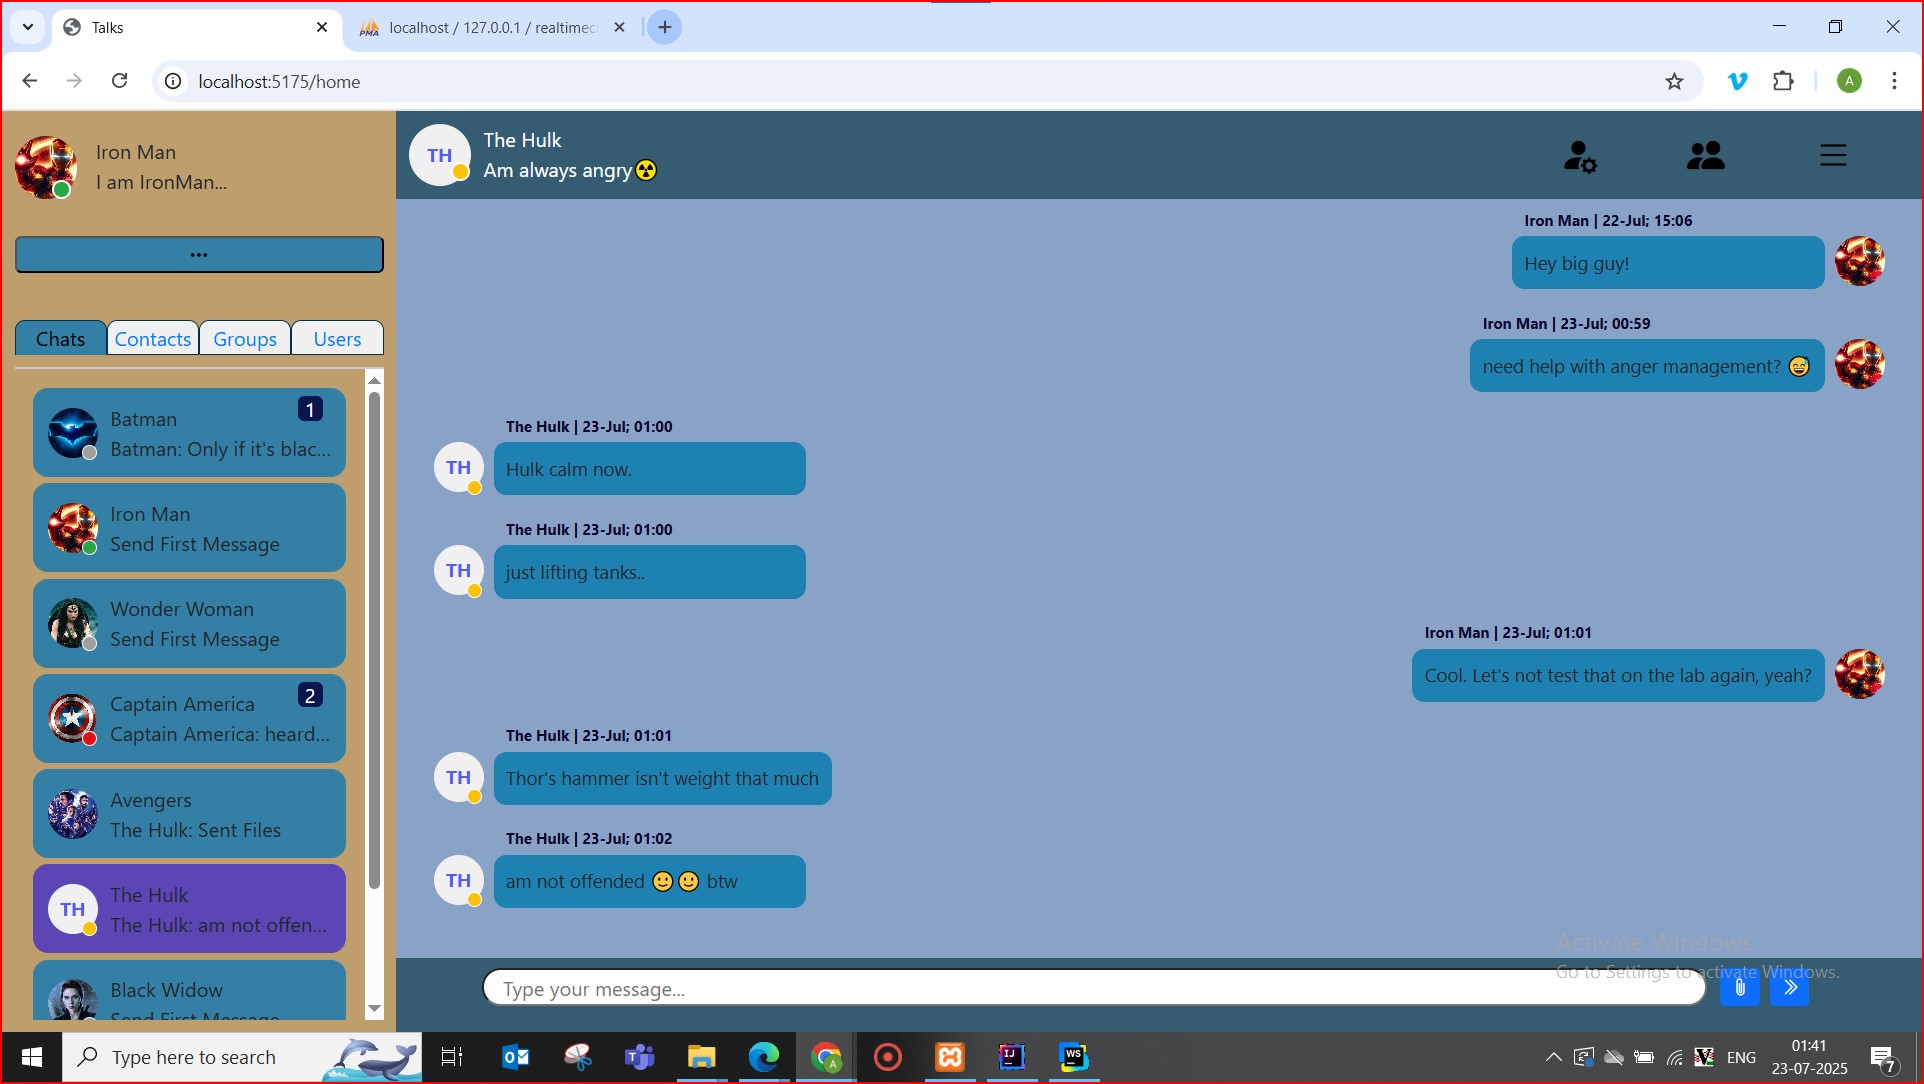 Talks
localhost / 127.0.0.1 / realtimec
localhost:5175/home
A
Iron Man
I am IronMan...
...
Chats Contacts Groups Users
Batman 1
Batman: Only if it's blac...
Iron Man
Send First Message
Wonder Woman
Send First Message
Captain America 2
Captain America: heard...
Avengers
The Hulk: Sent Files
TH
The Hulk
The Hulk: am not offen...
Black Widow
Send First Message
TH
The Hulk
Am always angry☢️
Iron Man | 22-Jul; 15:06
Hey big guy!
Iron Man | 23-Jul; 00:59
need help with anger management? 😅
The Hulk | 23-Jul; 01:00
TH
Hulk calm now.
The Hulk | 23-Jul; 01:00
TH
just lifting tanks..
Iron Man | 23-Jul; 01:01
Cool. Let's not test that on the lab again, yeah?
The Hulk | 23-Jul; 01:01
TH
Thor's hammer isn't weight that much
The Hulk | 23-Jul; 01:02
TH
am not offended 🙂🙂 btw
Activate Windows
Go to Settings to activate Windows.
Type your message...
Type here to search
ENG
01:41
23-07-2025
7